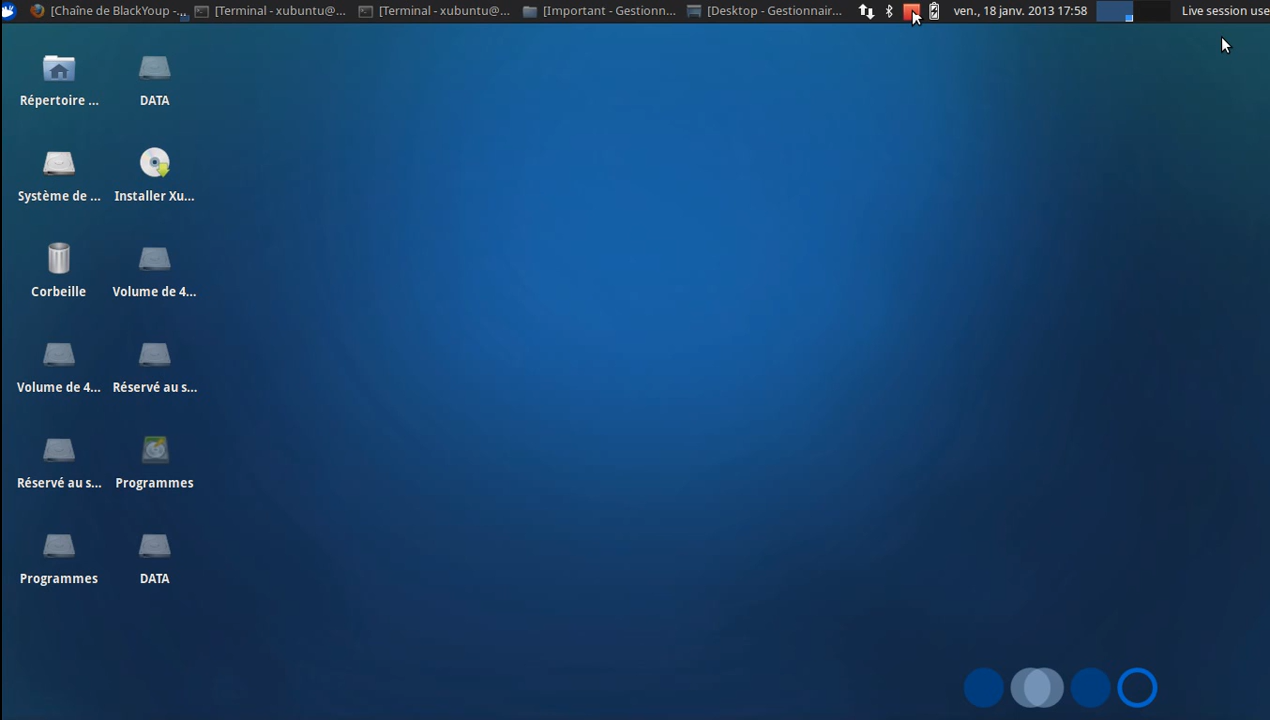 [Chaîne de BlackYoup -,... [Terminal - xubuntu@... [Terminal - xubuntu@... [Important - Gestionn... [Desktop - Gestionnair... ven., 18 janv. 2013 17:58 Live session use
Répertoire ... DATA
Système de ... Installer Xu...
Corbeille Volume de 4...
Volume de 4... Réservé au s...
Réservé au s... Programmes
Programmes DATA